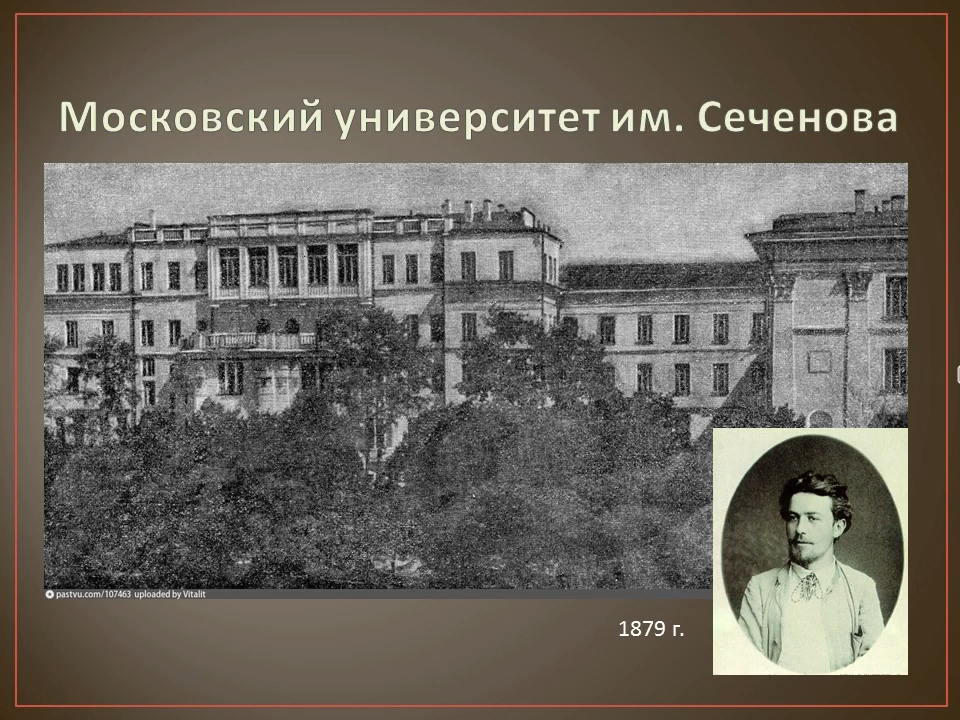 Московский университет им. Сеченова
pastvu.com/107463 uploaded by Vitalit
1879 г.